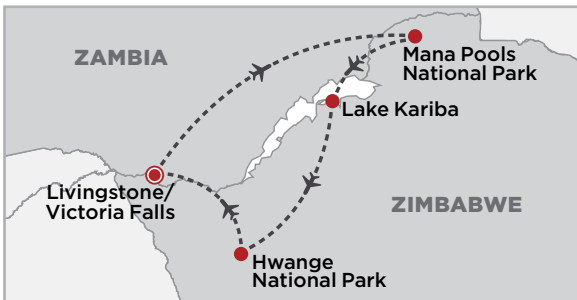 ZAMBIA
Mana Pools
National Park
Lake Kariba
Livingstone/
Victoria Falls
ZIMBABWE
Hwange
National Park